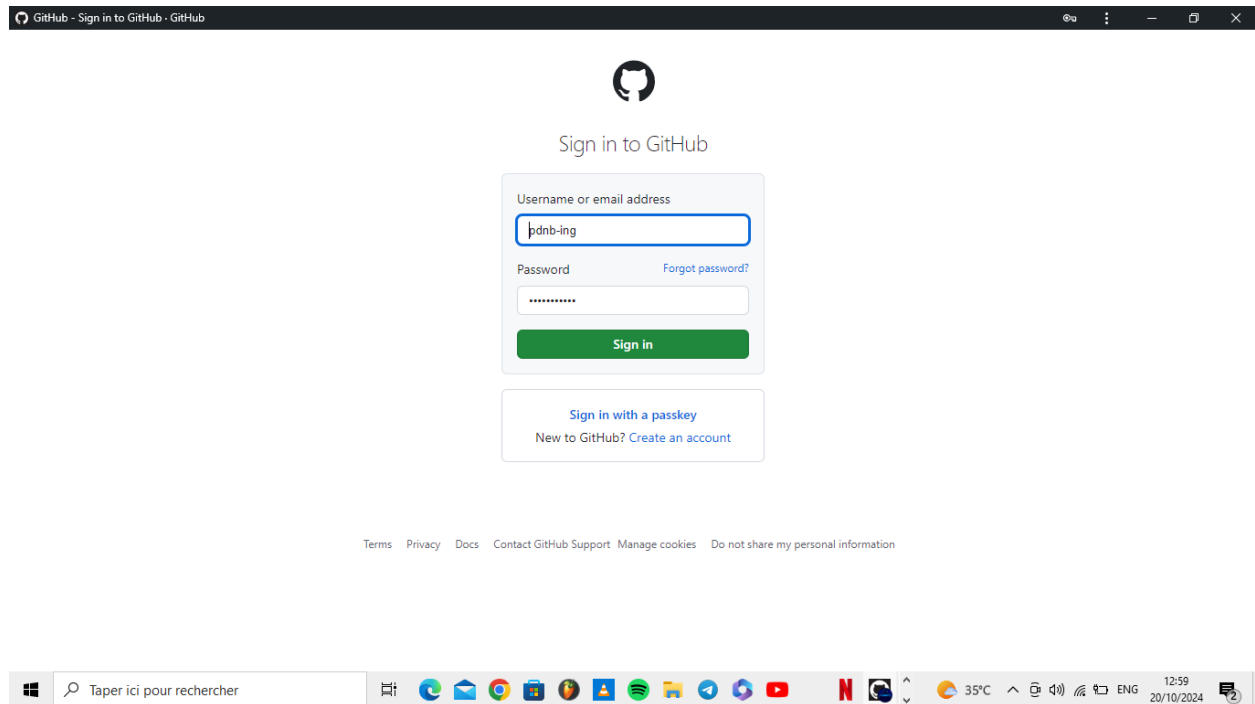 GitHub - Sign in to GitHub · GitHub
Sign in to GitHub
Username or email address
pdnb-ing
Password Forgot password?
•••••••••••
Sign in
Sign in with a passkey
New to GitHub? Create an account
Terms Privacy Docs Contact GitHub Support Manage cookies Do not share my personal information
Taper ici pour rechercher 35°C ENG 12:59
20/10/2024 2